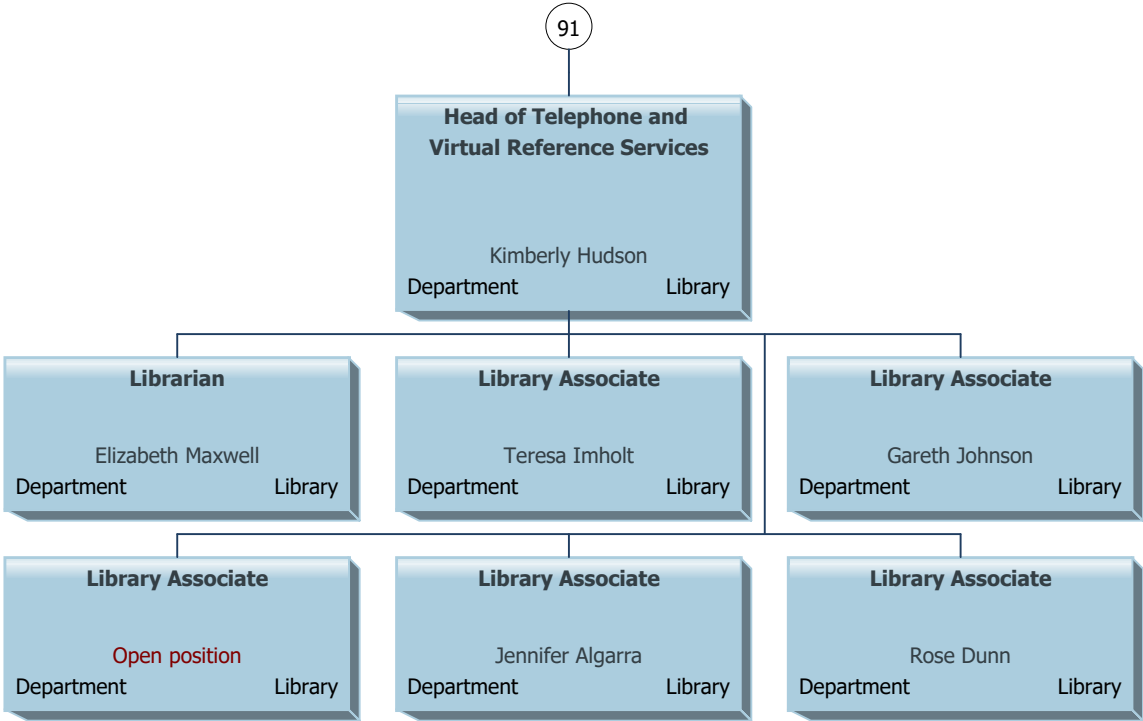 91
Head of Telephone and
Virtual Reference Services
Kimberly Hudson
Department Library
Librarian
Elizabeth Maxwell
Department Library
Library Associate
Teresa Imholt
Department Library
Library Associate
Gareth Johnson
Department Library
Library Associate
Open position
Department Library
Library Associate
Jennifer Algarra
Department Library
Library Associate
Rose Dunn
Department Library